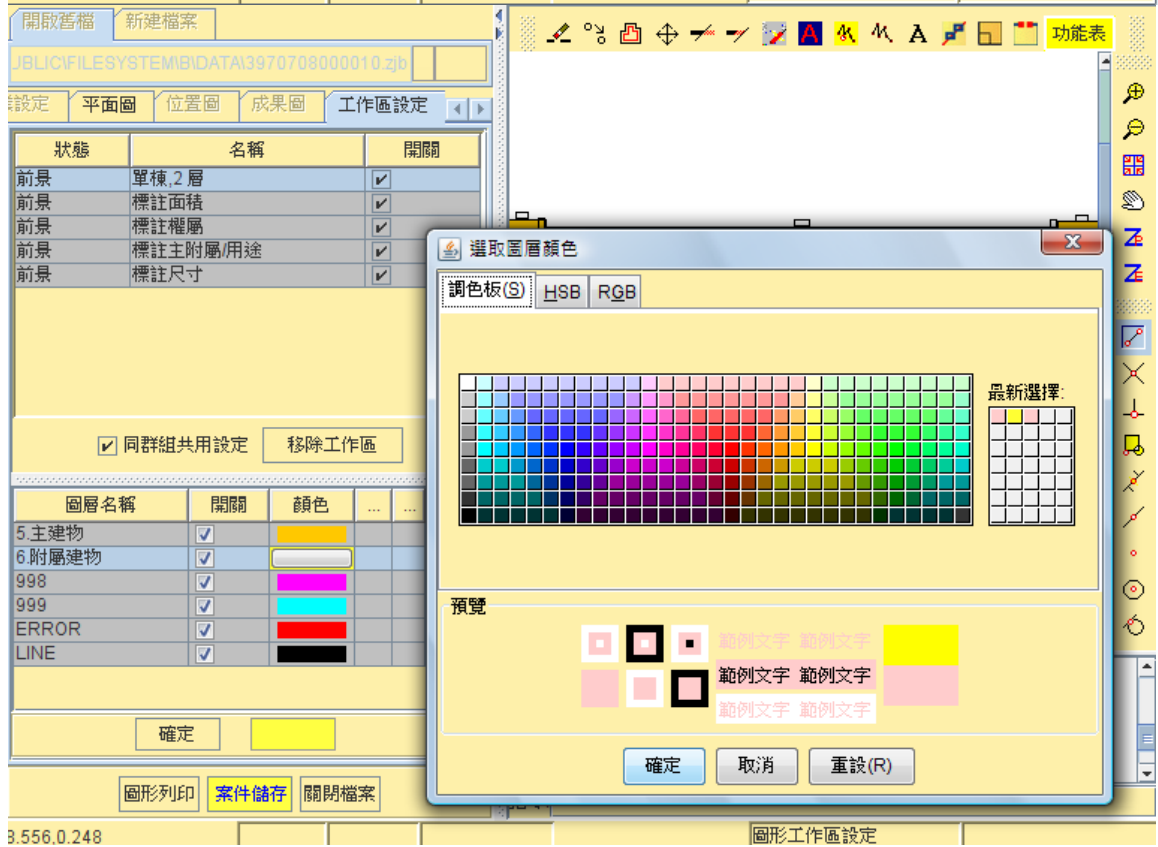 開啟舊檔 新建檔案
功能表
JBLIC\FILESYSTEM\B\DATA\3970708000010.zjb
設定 平面圖 位置圖 成果圖 工作區設定
狀態 名稱 開關
前景 單棟,2 層
前景 標註面積
前景 標註權屬
前景 標註主附屬/用途
前景 標註尺寸
同群組共用設定 移除工作區
圖層名稱 開關 顏色 ... ...
5.主建物
6.附屬建物
998
999
ERROR
LINE
確定
圖形列印 案件儲存 關閉檔案
3.556,0.248
圖形工作區設定
選取圖層顏色
調色板(S) HSB RGB
最新選擇:
預覽
範例文字 範例文字
範例文字 範例文字
範例文字 範例文字
確定 取消 重設(R)